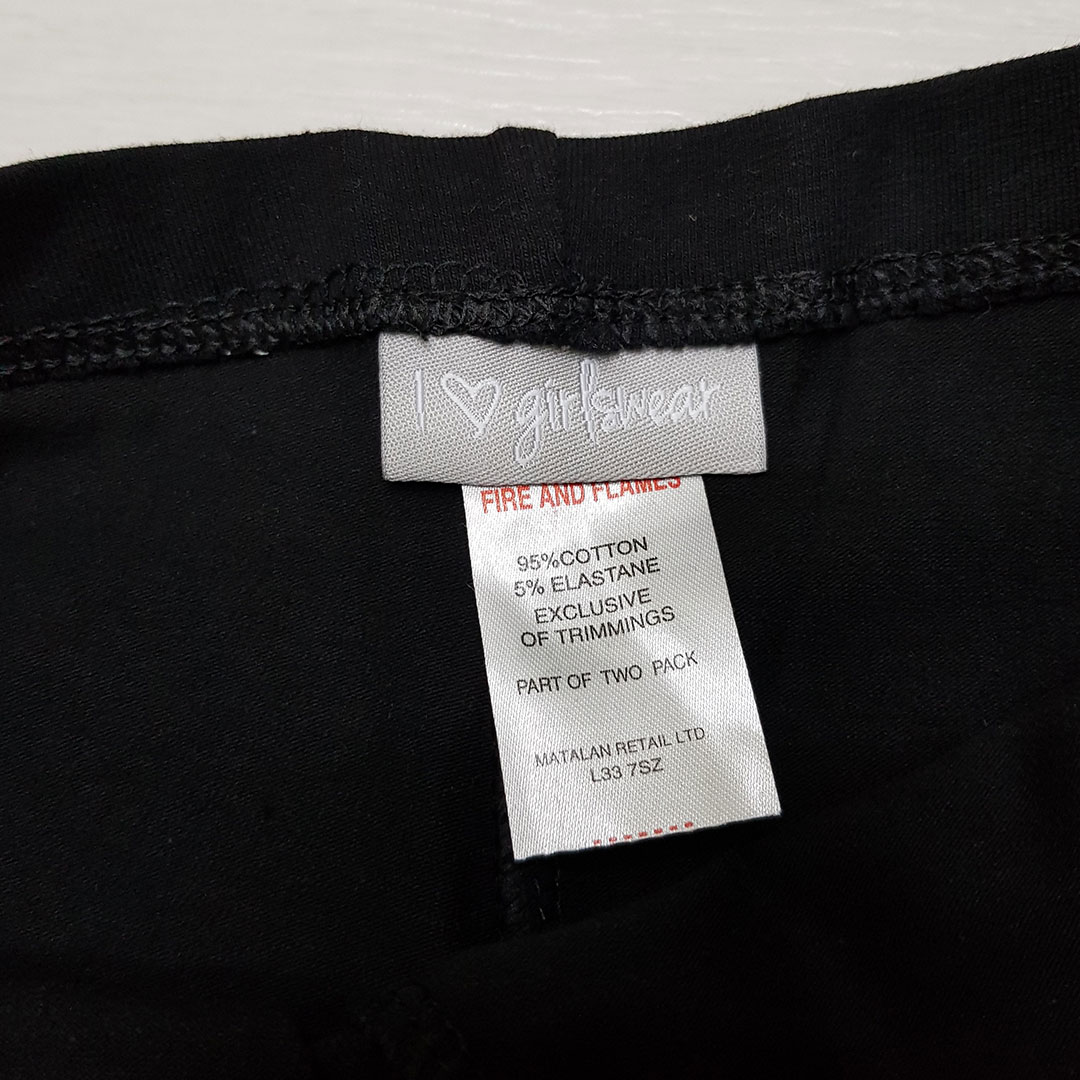 I ♡ girlswear
FIRE AND FLAMES
95%COTTON
5% ELASTANE
EXCLUSIVE
OF TRIMMINGS
PART OF TWO PACK
MATALAN RETAIL LTD
L33 7SZ